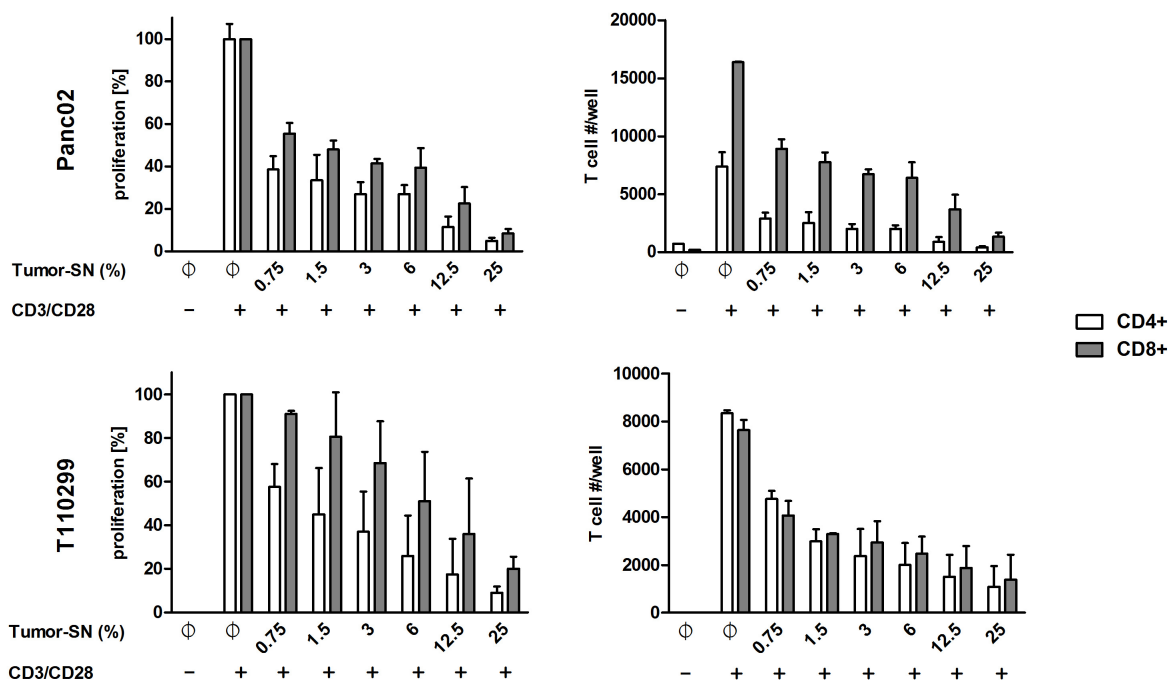 Panc02
proliferation [%]
100
80
60
40
20
0
Tumor-SN (%) Φ Φ 0.75 1.5 3 6 12.5 25
CD3/CD28 − + + + + + + +
T cell #/well
20000
15000
10000
5000
0
Φ Φ 0.75 1.5 3 6 12.5 25
− + + + + + + +
CD4+
CD8+
T110299
proliferation [%]
100
80
60
40
20
0
Tumor-SN (%) Φ Φ 0.75 1.5 3 6 12.5 25
CD3/CD28 − + + + + + + +
T cell #/well
10000
8000
6000
4000
2000
0
Φ Φ 0.75 1.5 3 6 12.5 25
− + + + + + + +